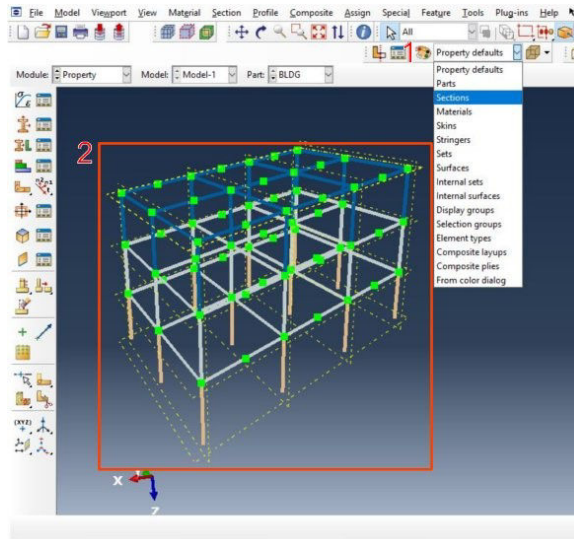 File Model Viewport View Material Section Profile Composite Assign Special Feature Tools Plug-ins Help
All
1
Property defaults
Module: Property Model: Model-1 Part: BLDG
Property defaults
Parts
Sections
Materials
Skins
Stringers
Sets
Surfaces
Internal sets
Internal surfaces
Display groups
Selection groups
Element types
Composite layups
Composite plies
From color dialog
2
(XYZ)
X
Z